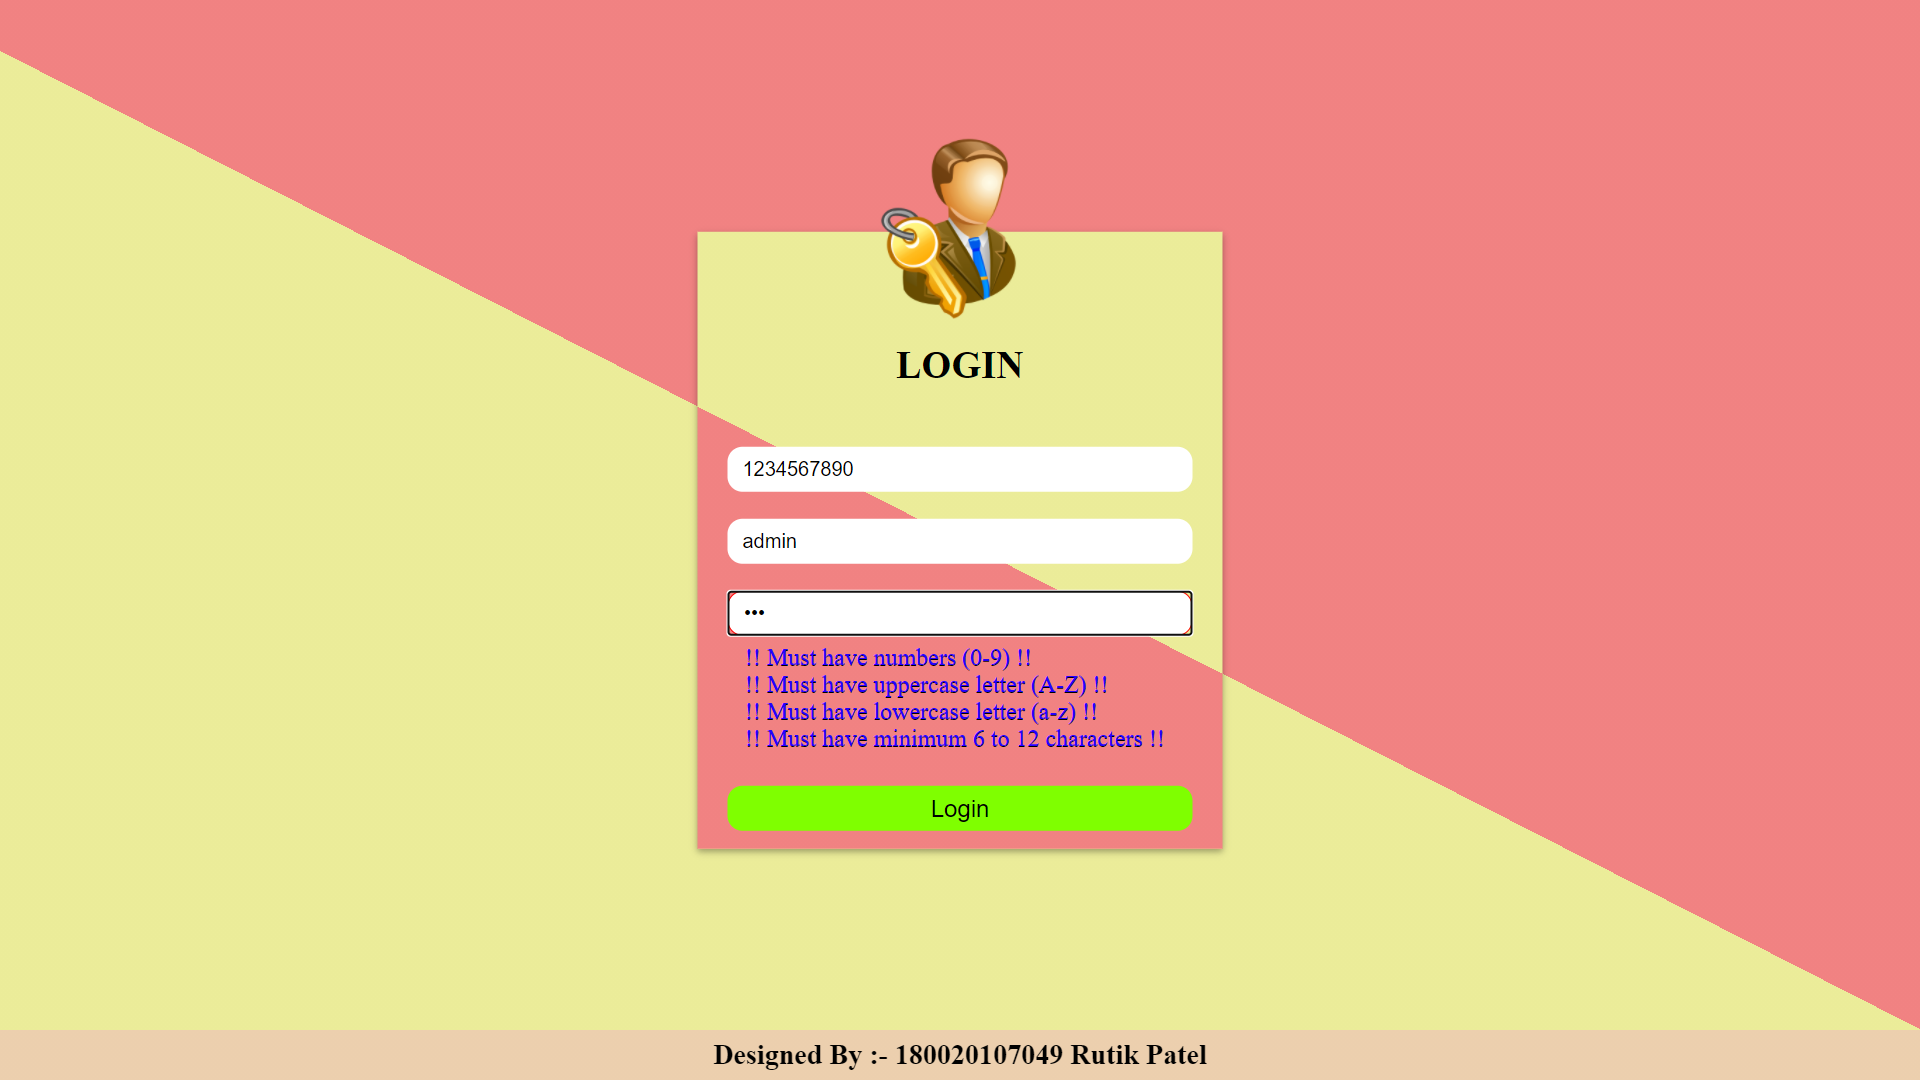 LOGIN
1234567890
admin
•••
!! Must have numbers (0-9) !!
!! Must have uppercase letter (A-Z) !!
!! Must have lowercase letter (a-z) !!
!! Must have minimum 6 to 12 characters !!
Login
Designed By :- 180020107049 Rutik Patel